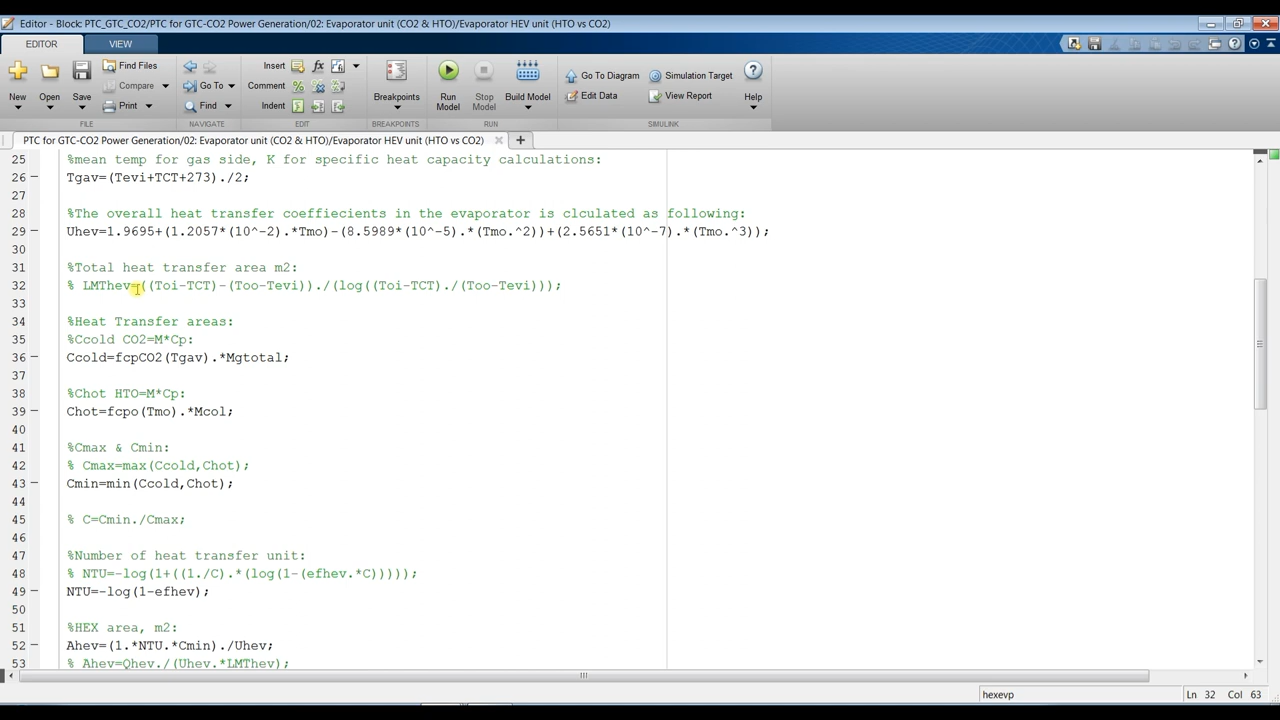 Editor - Block: PTC_GTC_CO2/PTC for GTC-CO2 Power Generation/02: Evaporator unit (CO2 & HTO)/Evaporator HEV unit (HTO vs CO2)
EDITOR VIEW
New Open Save Find Files Compare Print
Insert Comment Indent
Go To Find
Breakpoints
Run Model Stop Model Build Model
Go To Diagram Simulation Target Edit Data View Report
Help
FILE NAVIGATE EDIT BREAKPOINTS RUN SIMULINK
PTC for GTC-CO2 Power Generation/02: Evaporator unit (CO2 & HTO)/Evaporator HEV unit (HTO vs CO2)
25 %mean temp for gas side, K for specific heat capacity calculations:
26 Tgav=(Tevi+TCT+273)./2;
27
28 %The overall heat transfer coeffiecients in the evaporator is clculated as following:
29 Uhev=1.9695+(1.2057*(10^-2).*Tmo)-(8.5989*(10^-5).*(Tmo.^2))+(2.5651*(10^-7).*(Tmo.^3));
30
31 %Total heat transfer area m2:
32 % LMThev=((Toi-TCT)-(Too-Tevi))./(log((Toi-TCT)./(Too-Tevi)));
33
34 %Heat Transfer areas:
35 %Ccold CO2=M*Cp:
36 Ccold=fcpCO2(Tgav).*Mgtotal;
37
38 %Chot HTO=M*Cp:
39 Chot=fcpo(Tmo).*Mcol;
40
41 %Cmax & Cmin:
42 % Cmax=max(Ccold,Chot);
43 Cmin=min(Ccold,Chot);
44
45 % C=Cmin./Cmax;
46
47 %Number of heat transfer unit:
48 % NTU=-log(1+((1./C).*(log(1-(efhev.*C)))));
49 NTU=-log(1-efhev);
50
51 %HEX area, m2:
52 Ahev=(1.*NTU.*Cmin)./Uhev;
53 % Ahev=Qhev./(Uhev.*LMThev);
hexevp Ln 32 Col 63